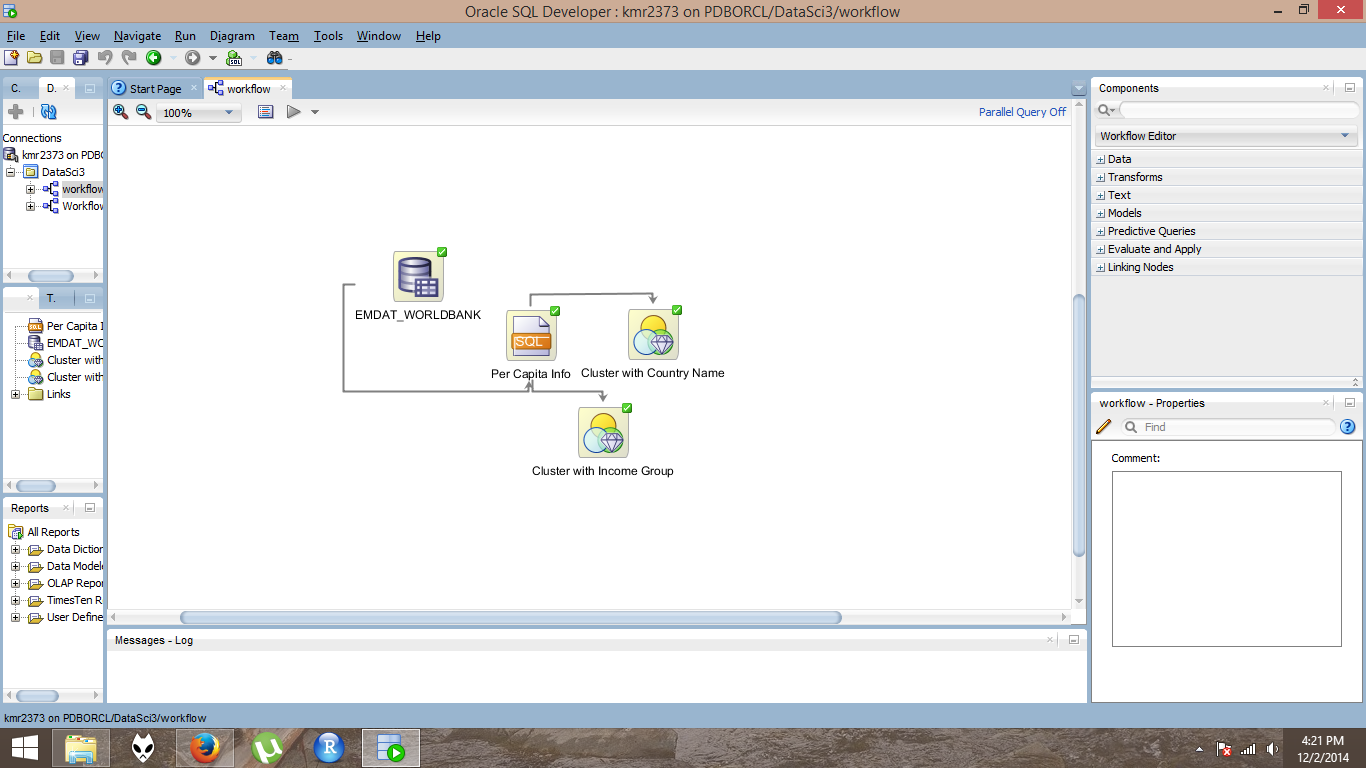 Oracle SQL Developer : kmr2373 on PDBORCL/DataSci3/workflow
File Edit View Navigate Run Diagram Team Tools Window Help
SQL
C. D.
Start Page workflow
100%
Parallel Query Off
Connections
kmr2373 on PDB
DataSci3
workflow
Workflow
T.
Per Capita I
EMDAT_WO
Cluster with
Cluster with
Links
Reports
All Reports
Data Diction
Data Modele
OLAP Repor
TimesTen R
User Define
EMDAT_WORLDBANK
SQL
Per Capita Info
Cluster with Country Name
Cluster with Income Group
Messages - Log
Components
Workflow Editor
Data
Transforms
Text
Models
Predictive Queries
Evaluate and Apply
Linking Nodes
workflow - Properties
Find
Comment:
kmr2373 on PDBORCL/DataSci3/workflow
R
4:21 PM
12/2/2014